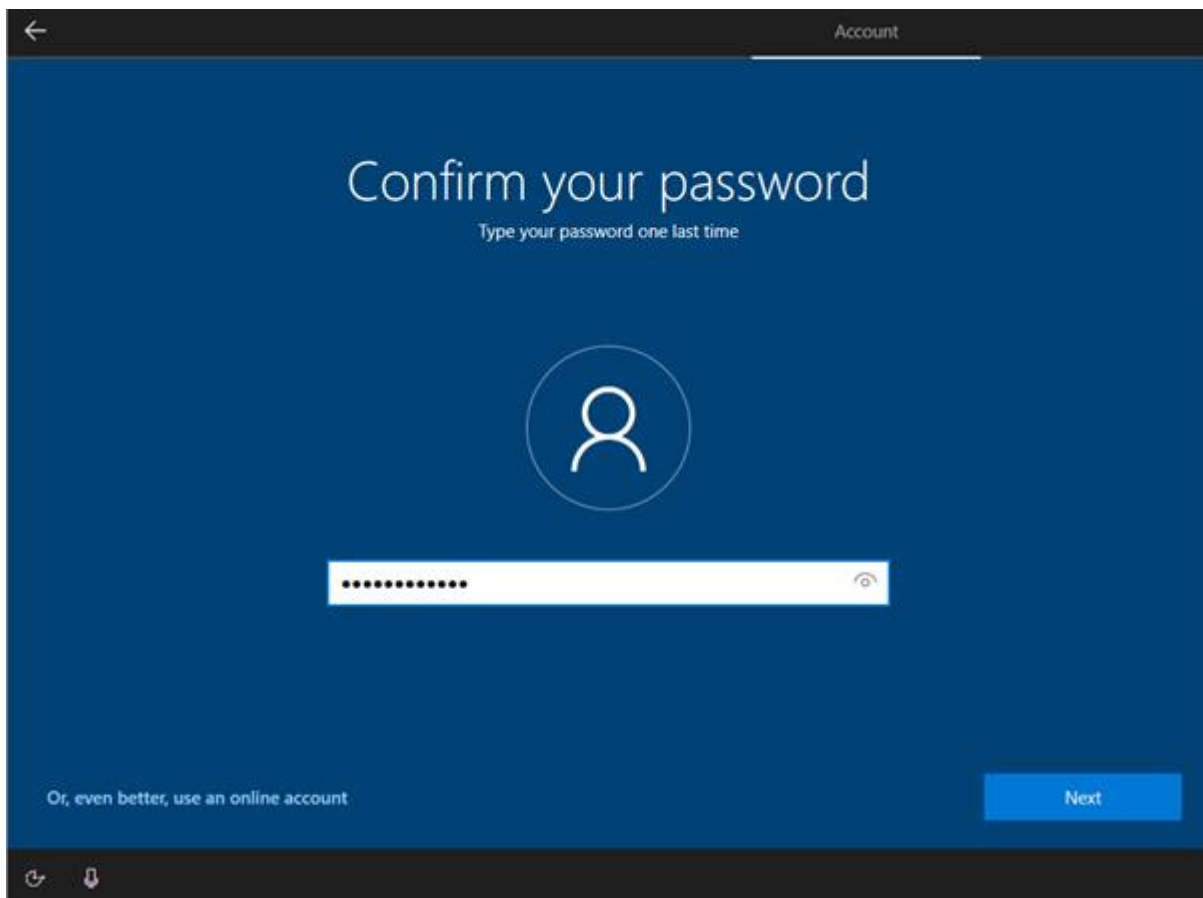 Account
Confirm your password
Type your password one last time
••••••••••••
Or, even better, use an online account
Next